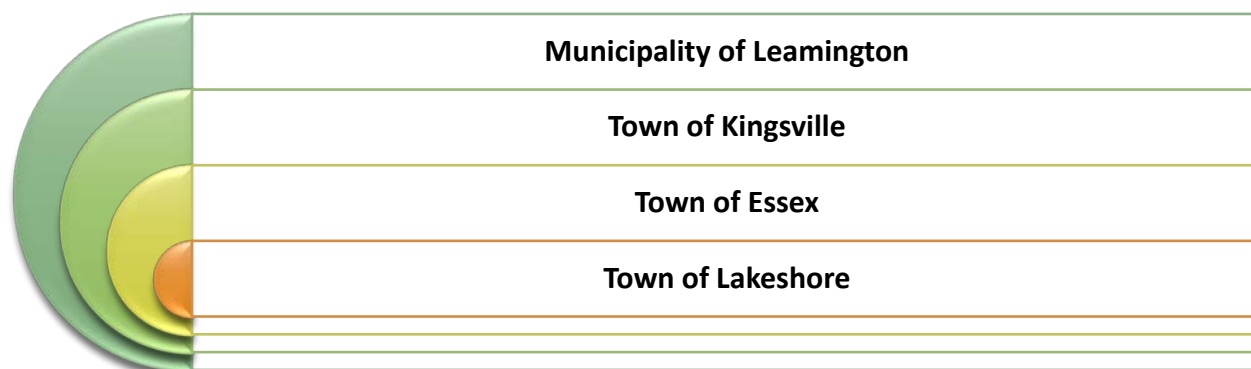 Municipality of Leamington
Town of Kingsville
Town of Essex
Town of Lakeshore